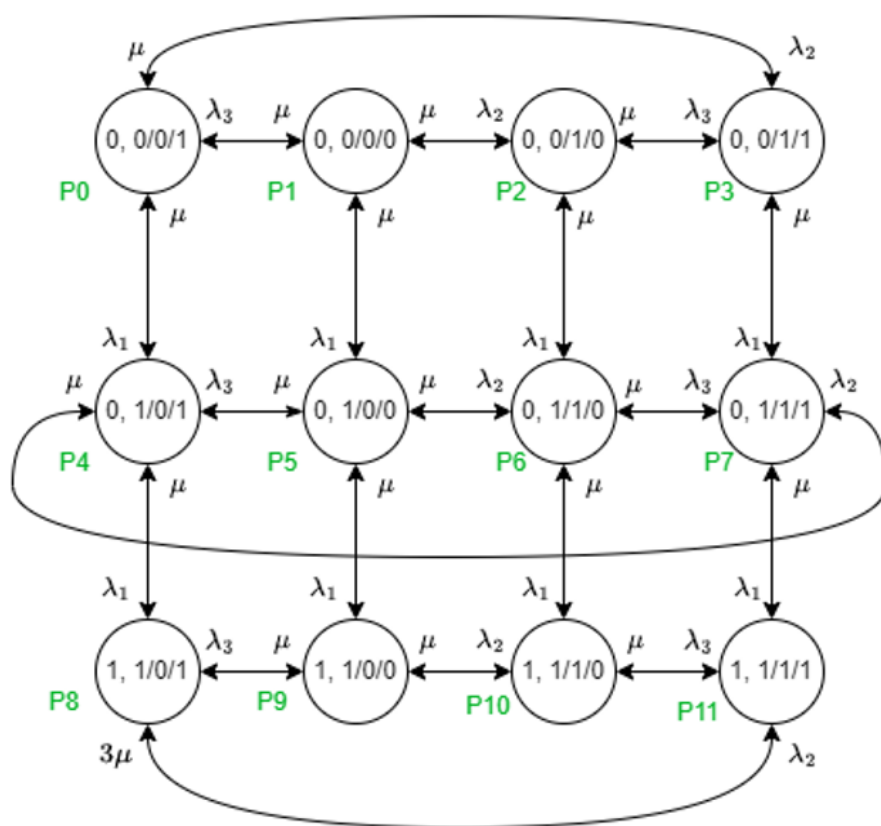 μ λ₂
λ₃ μ μ λ₂ μ λ₃
0, 0/0/1 0, 0/0/0 0, 0/1/0 0, 0/1/1
P0 P1 P2 P3
μ μ μ μ
λ₁ λ₁ λ₁ λ₁
μ λ₃ μ μ λ₂ μ λ₃ λ₂
0, 1/0/1 0, 1/0/0 0, 1/1/0 0, 1/1/1
P4 P5 P6 P7
μ μ μ μ
λ₁ λ₁ λ₁ λ₁
λ₃ μ μ λ₂ μ λ₃
1, 1/0/1 1, 1/0/0 1, 1/1/0 1, 1/1/1
P8 P9 P10 P11
3μ λ₂